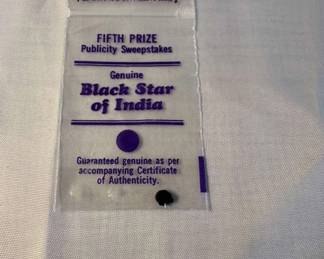 FIFTH PRIZE
Publicity Sweepstakes
Genuine
Black Star
of India
Guaranteed genuine as per
accompanying Certificate
of Authenticity.